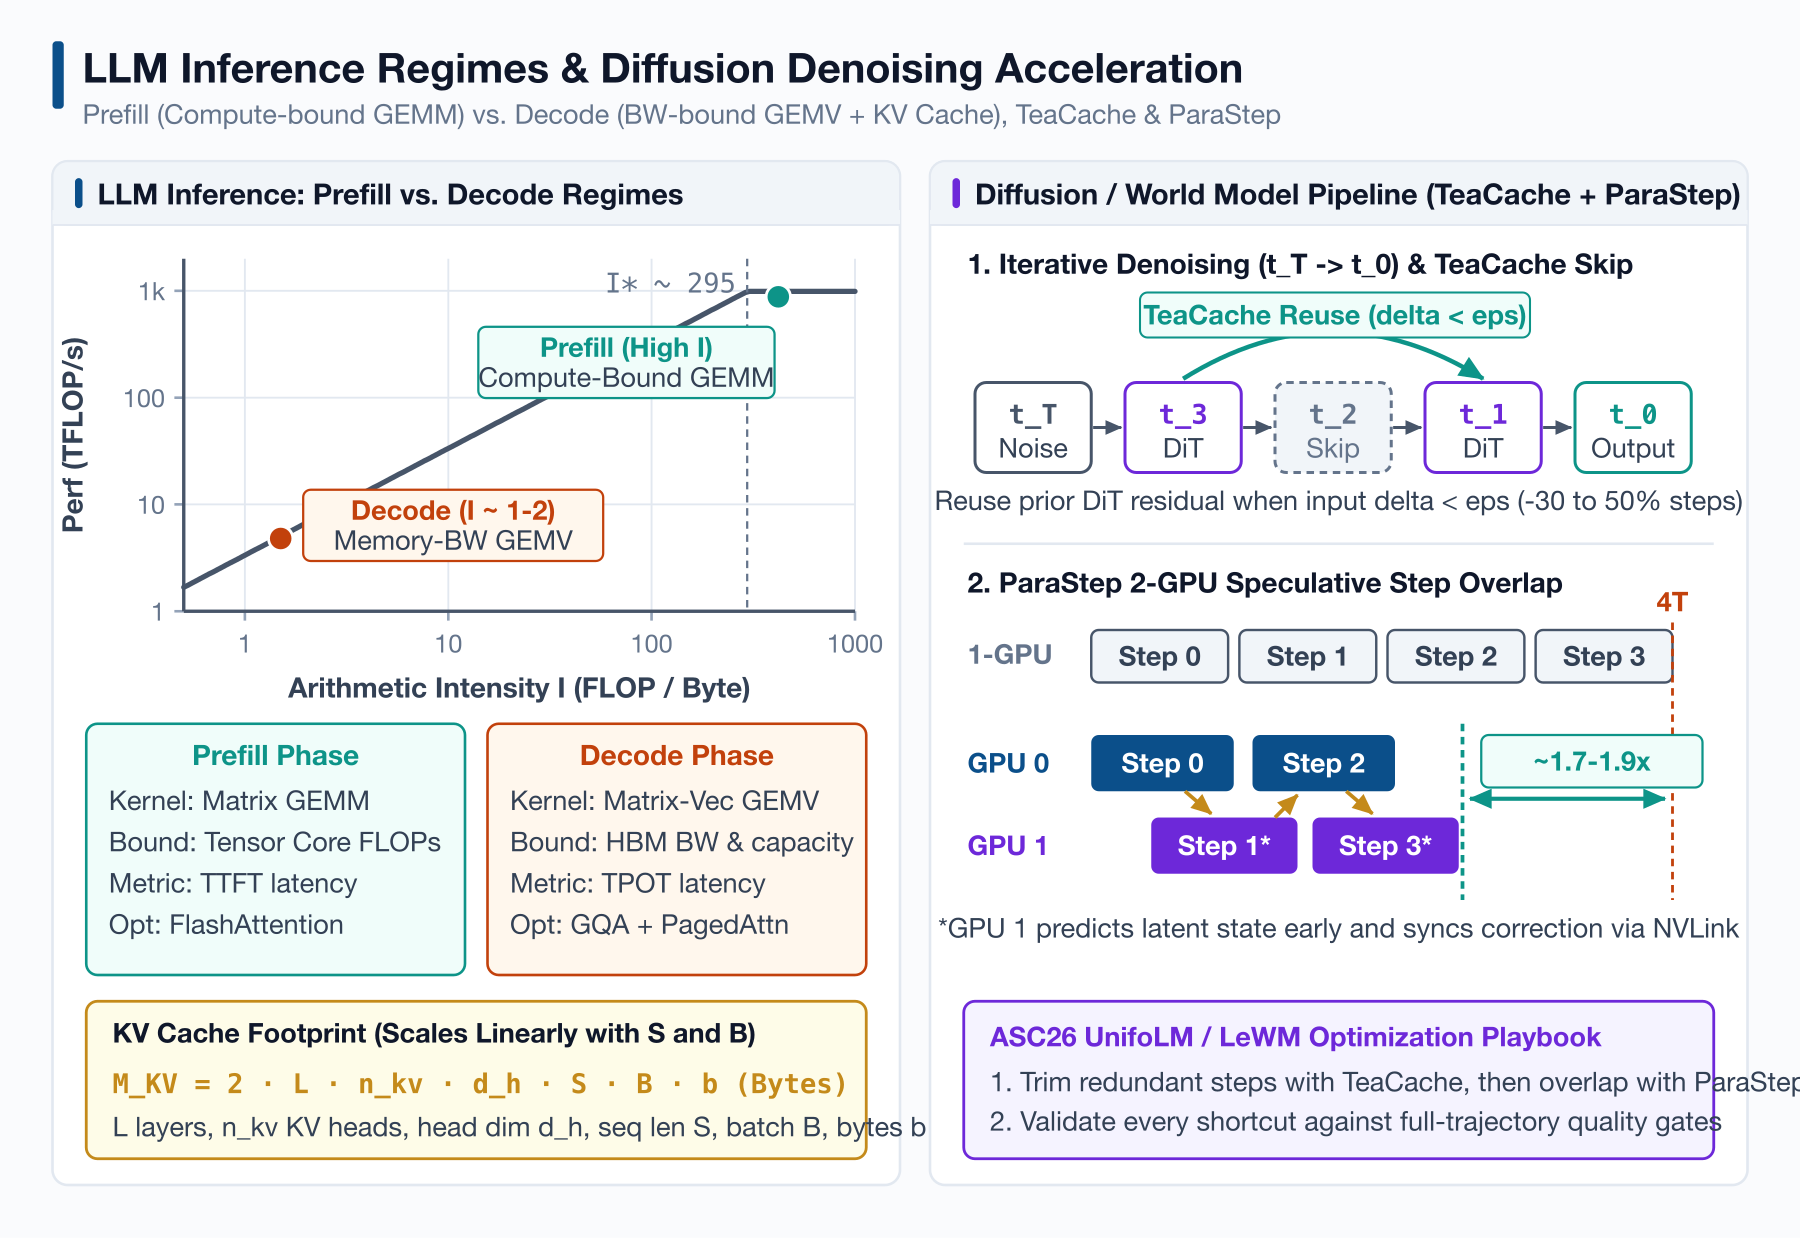 LLM Inference Regimes & Diffusion Denoising Acceleration
Prefill (Compute-bound GEMM) vs. Decode (BW-bound GEMV + KV Cache), TeaCache & ParaStep
LLM Inference: Prefill vs. Decode Regimes
Perf (TFLOP/s)
1k
100
10
1
I* ~ 295
Prefill (High I)
Compute-Bound GEMM
Decode (I ~ 1-2)
Memory-BW GEMV
1 10 100 1000
Arithmetic Intensity I (FLOP / Byte)
Prefill Phase
Kernel: Matrix GEMM
Bound: Tensor Core FLOPs
Metric: TTFT latency
Opt: FlashAttention
Decode Phase
Kernel: Matrix-Vec GEMV
Bound: HBM BW & capacity
Metric: TPOT latency
Opt: GQA + PagedAttn
KV Cache Footprint (Scales Linearly with S and B)
M_KV = 2 · L · n_kv · d_h · S · B · b (Bytes)
L layers, n_kv KV heads, head dim d_h, seq len S, batch B, bytes b
Diffusion / World Model Pipeline (TeaCache + ParaStep)
1. Iterative Denoising (t_T -> t_0) & TeaCache Skip
TeaCache Reuse (delta < eps)
t_T
Noise
t_3
DiT
t_2
Skip
t_1
DiT
t_0
Output
Reuse prior DiT residual when input delta < eps (-30 to 50% steps)
2. ParaStep 2-GPU Speculative Step Overlap
4T
1-GPU Step 0 Step 1 Step 2 Step 3
GPU 0 Step 0 Step 2 ~1.7-1.9x
GPU 1 Step 1* Step 3*
*GPU 1 predicts latent state early and syncs correction via NVLink
ASC26 UnifoLM / LeWM Optimization Playbook
1. Trim redundant steps with TeaCache, then overlap with ParaStep
2. Validate every shortcut against full-trajectory quality gates